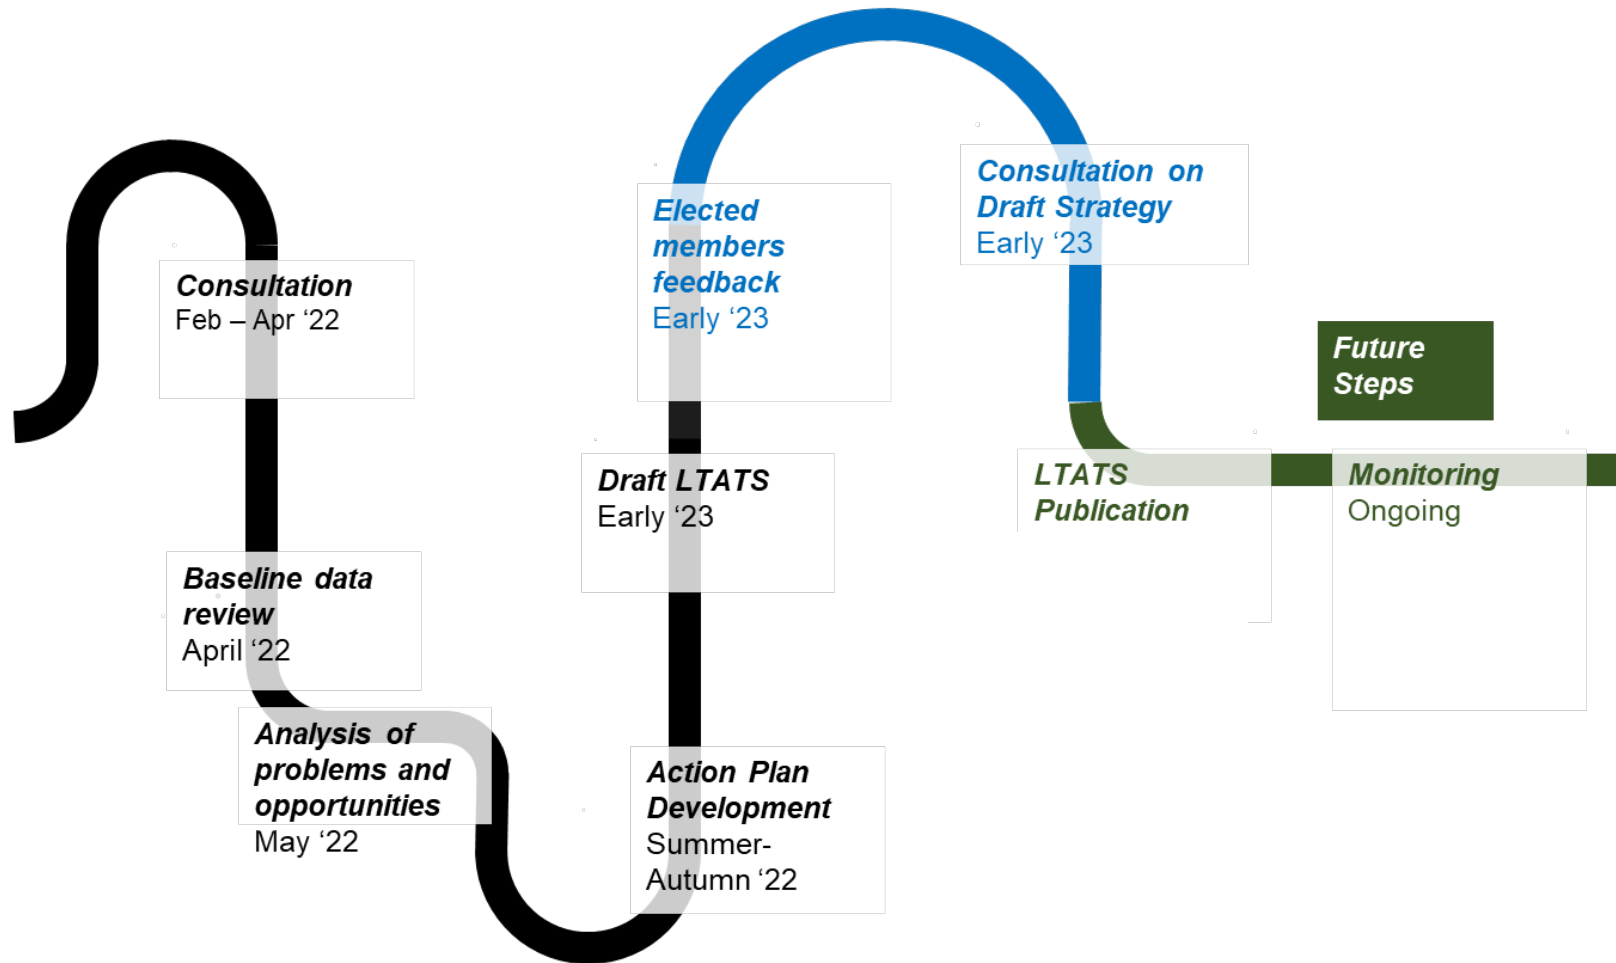 Consultation
Feb – Apr ‘22
Baseline data
review
April ‘22
Analysis of
problems and
opportunities
May ‘22
Action Plan
Development
Summer-
Autumn ‘22
Draft LTATS
Early ‘23
Elected
members
feedback
Early ‘23
Consultation on
Draft Strategy
Early ‘23
Future
Steps
LTATS
Publication
Monitoring
Ongoing